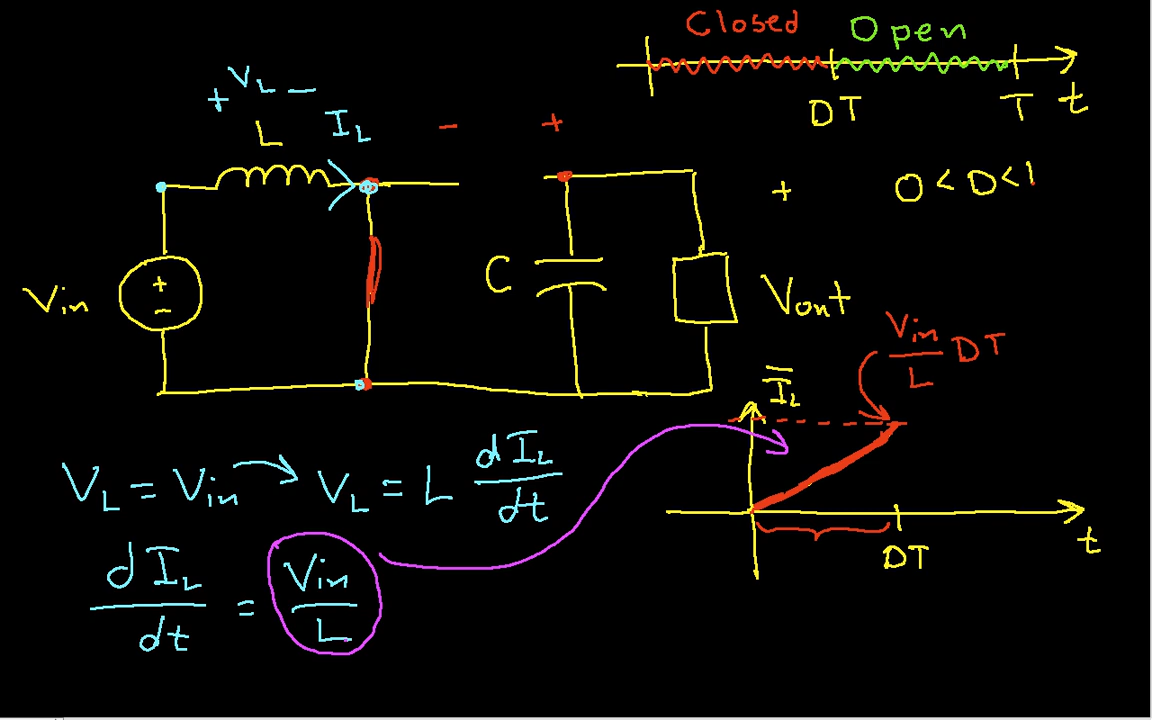 Closed Open
DT T t
0 < D < 1
+ VL −
L IL − +
+
−
Vin
C
+
Vont
Vin/L DT
IL
DT t
VL = Vin → VL = L dIL/dt
dIL/dt = Vin/L